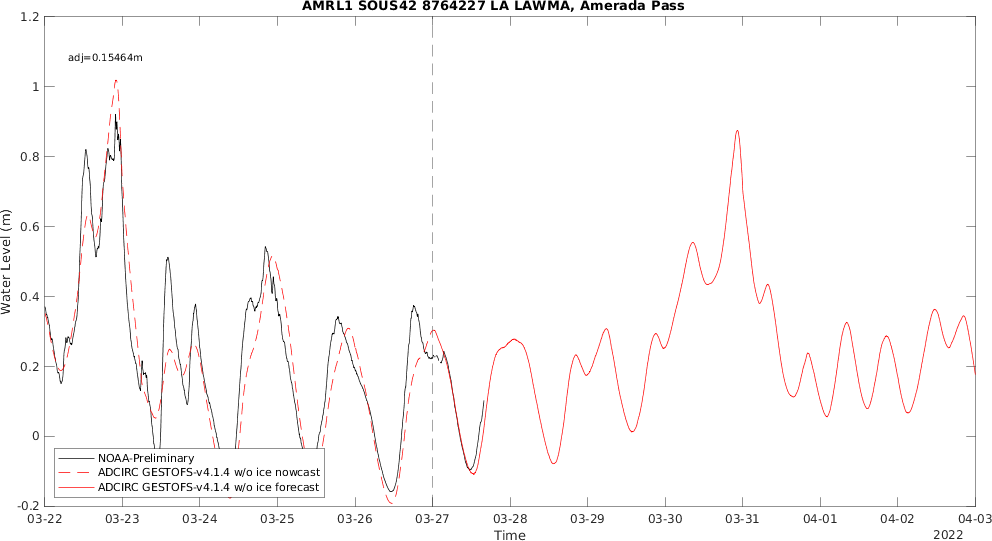 AMRL1 SOUS42 8764227 LA LAWMA, Amerada Pass
1.2
adj=0.15464m
1
0.8
0.6
0.4
0.2
0
-0.2
Water Level (m)
NOAA-Preliminary
ADCIRC GESTOFS-v4.1.4 w/o ice nowcast
ADCIRC GESTOFS-v4.1.4 w/o ice forecast
03-22 03-23 03-24 03-25 03-26 03-27 03-28 03-29 03-30 03-31 04-01 04-02 04-03
Time
2022